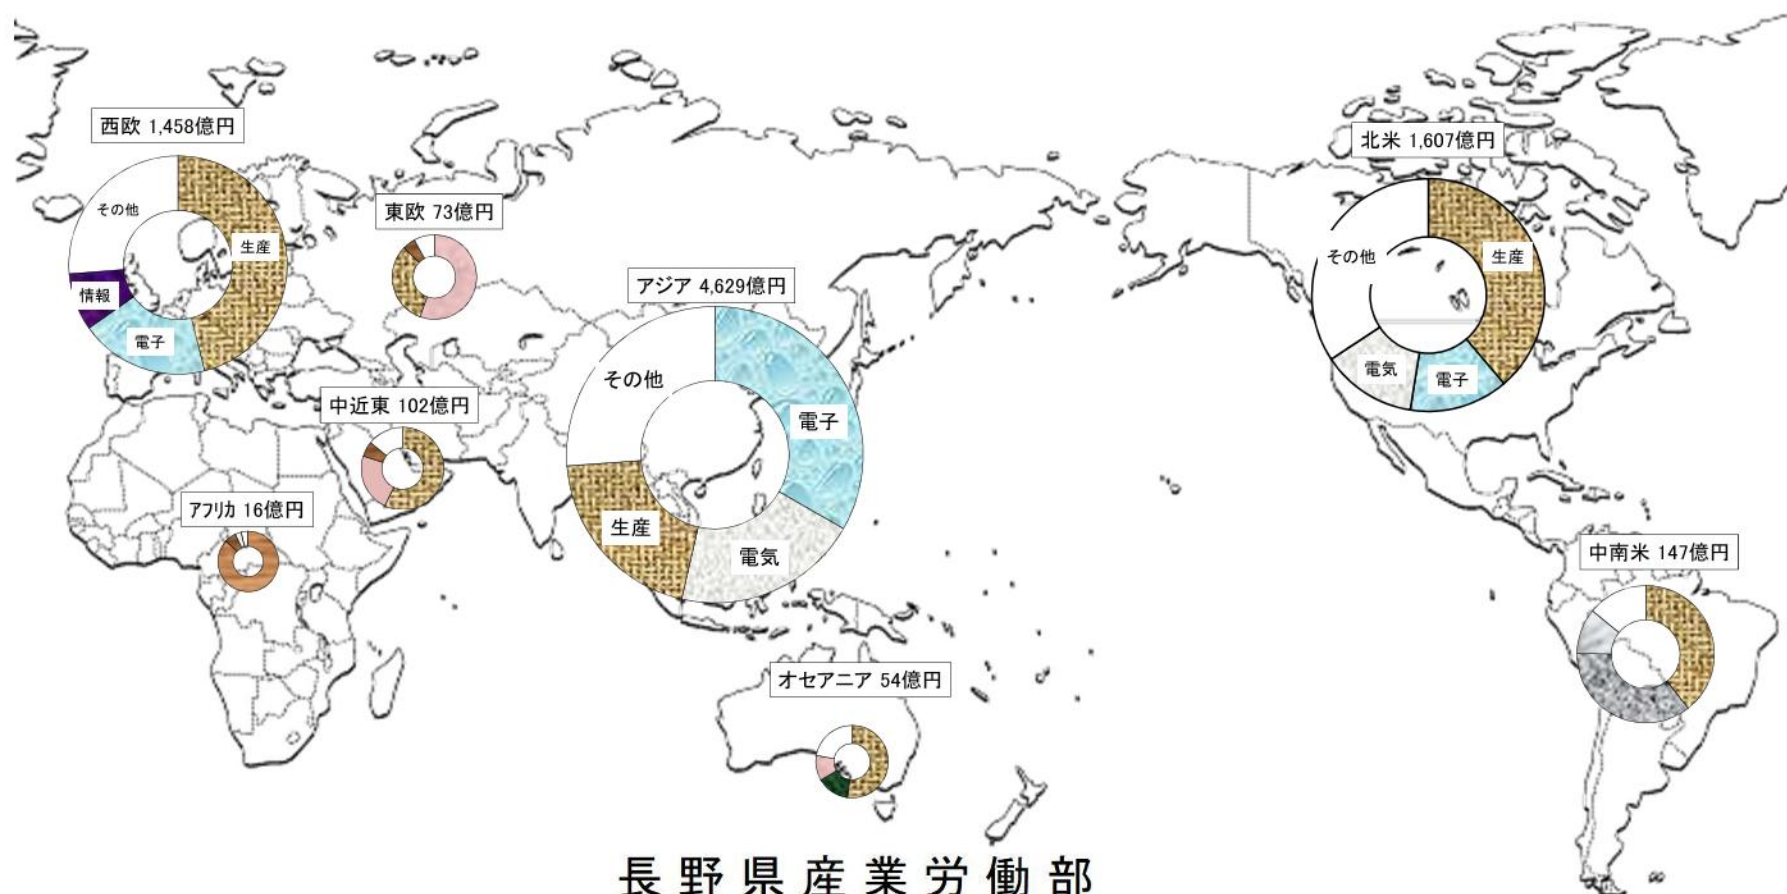 西欧 1,458億円
その他
生産
情報
電子
東欧 73億円
中近東 102億円
アフリカ 16億円
アジア 4,629億円
その他
電子
生産
電気
オセアニア 54億円
北米 1,607億円
その他
生産
電気
電子
中南米 147億円
長野県産業労働部